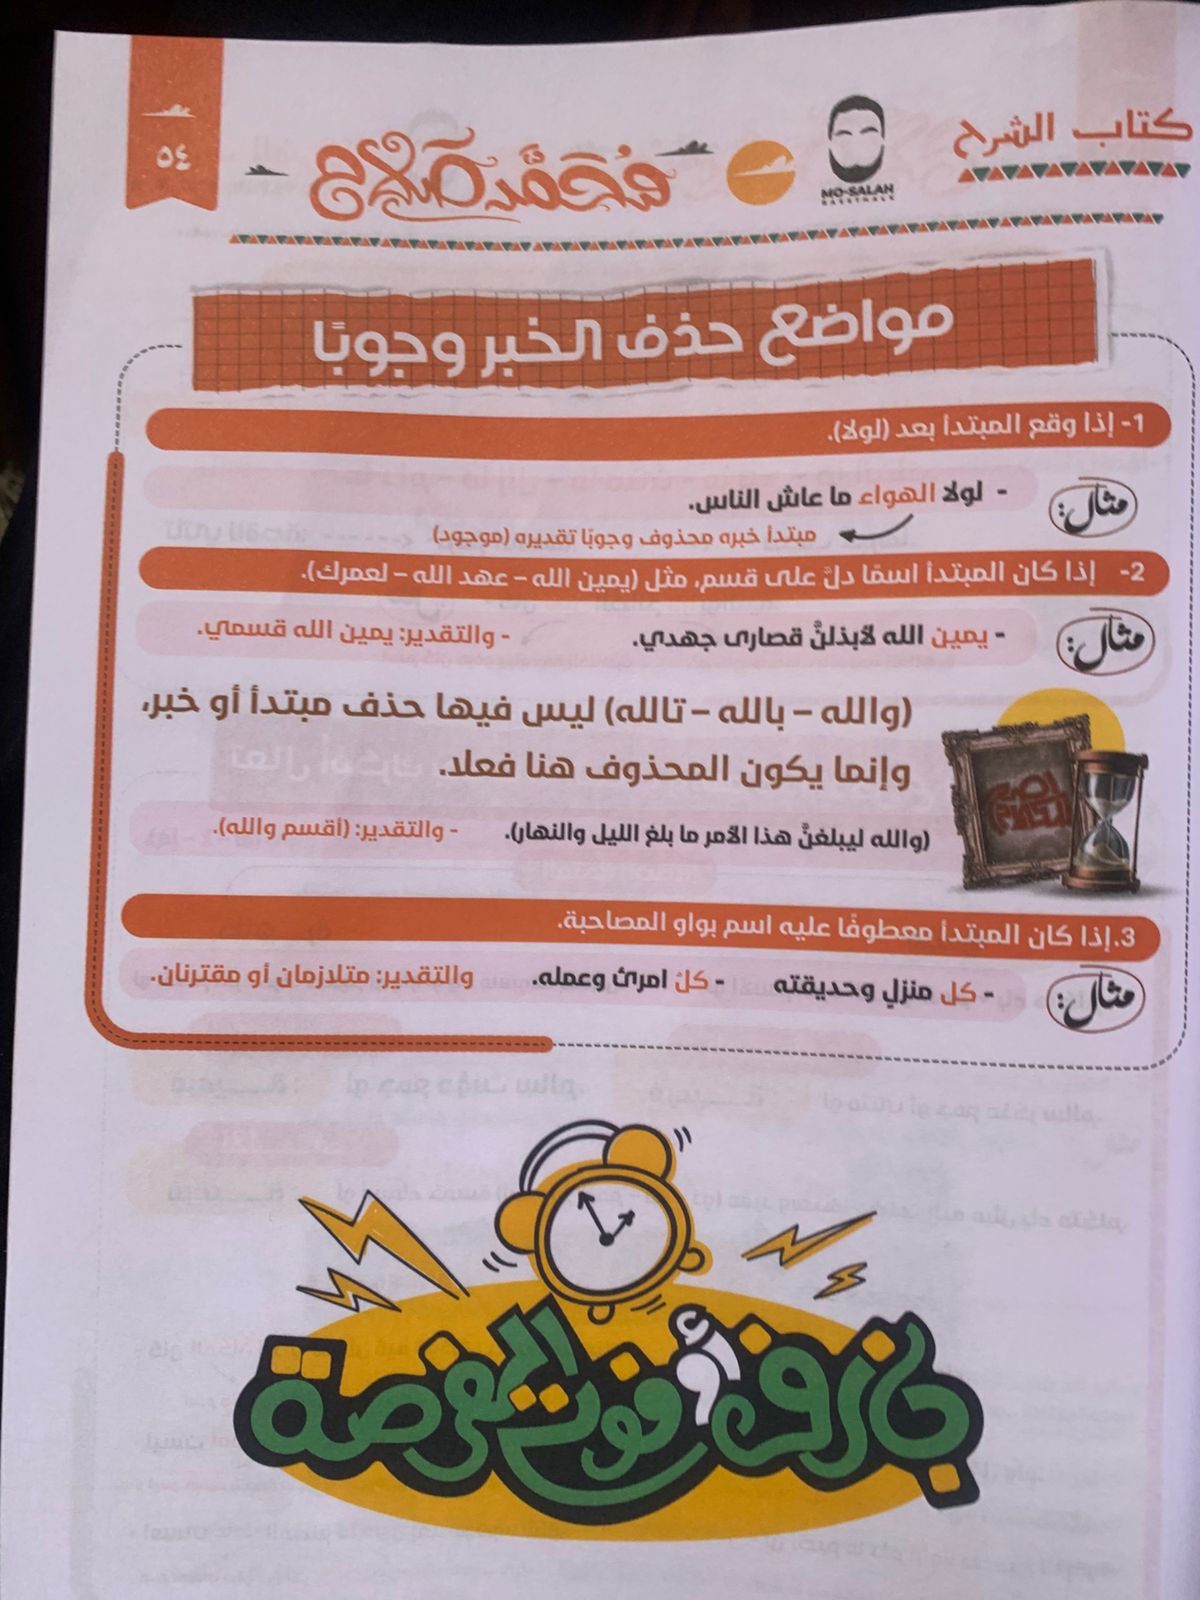 كتاب الشرح
MO-SALAH
محمد صلاح
٥٤
مواضع حذف الخبر وجوبًا
1- إذا وقع المبتدأ بعد (لولا).
مثال:
- لولا الهواء ما عاش الناس.
مبتدأ خبره محذوف وجوبًا تقديره (موجود)
2- إذا كان المبتدأ اسمًا دلَّ على قسم، مثل (يمين الله – عهد الله – لعمرك).
مثال:
- يمين الله لأبذلنَّ قصارى جهدي. - والتقدير: يمين الله قسمي.
(والله – بالله – تالله) ليس فيها حذف مبتدأ أو خبر،
وإنما يكون المحذوف هنا فعلا.
(والله ليبلغنَّ هذا الأمر ما بلغ الليل والنهار). - والتقدير: (أقسم والله).
3.إذا كان المبتدأ معطوفًا عليه اسم بواو المصاحبة.
مثال:
- كل منزلٍ وحديقته - كلُ امرئ وعمله. والتقدير: متلازمان أو مقترنان.